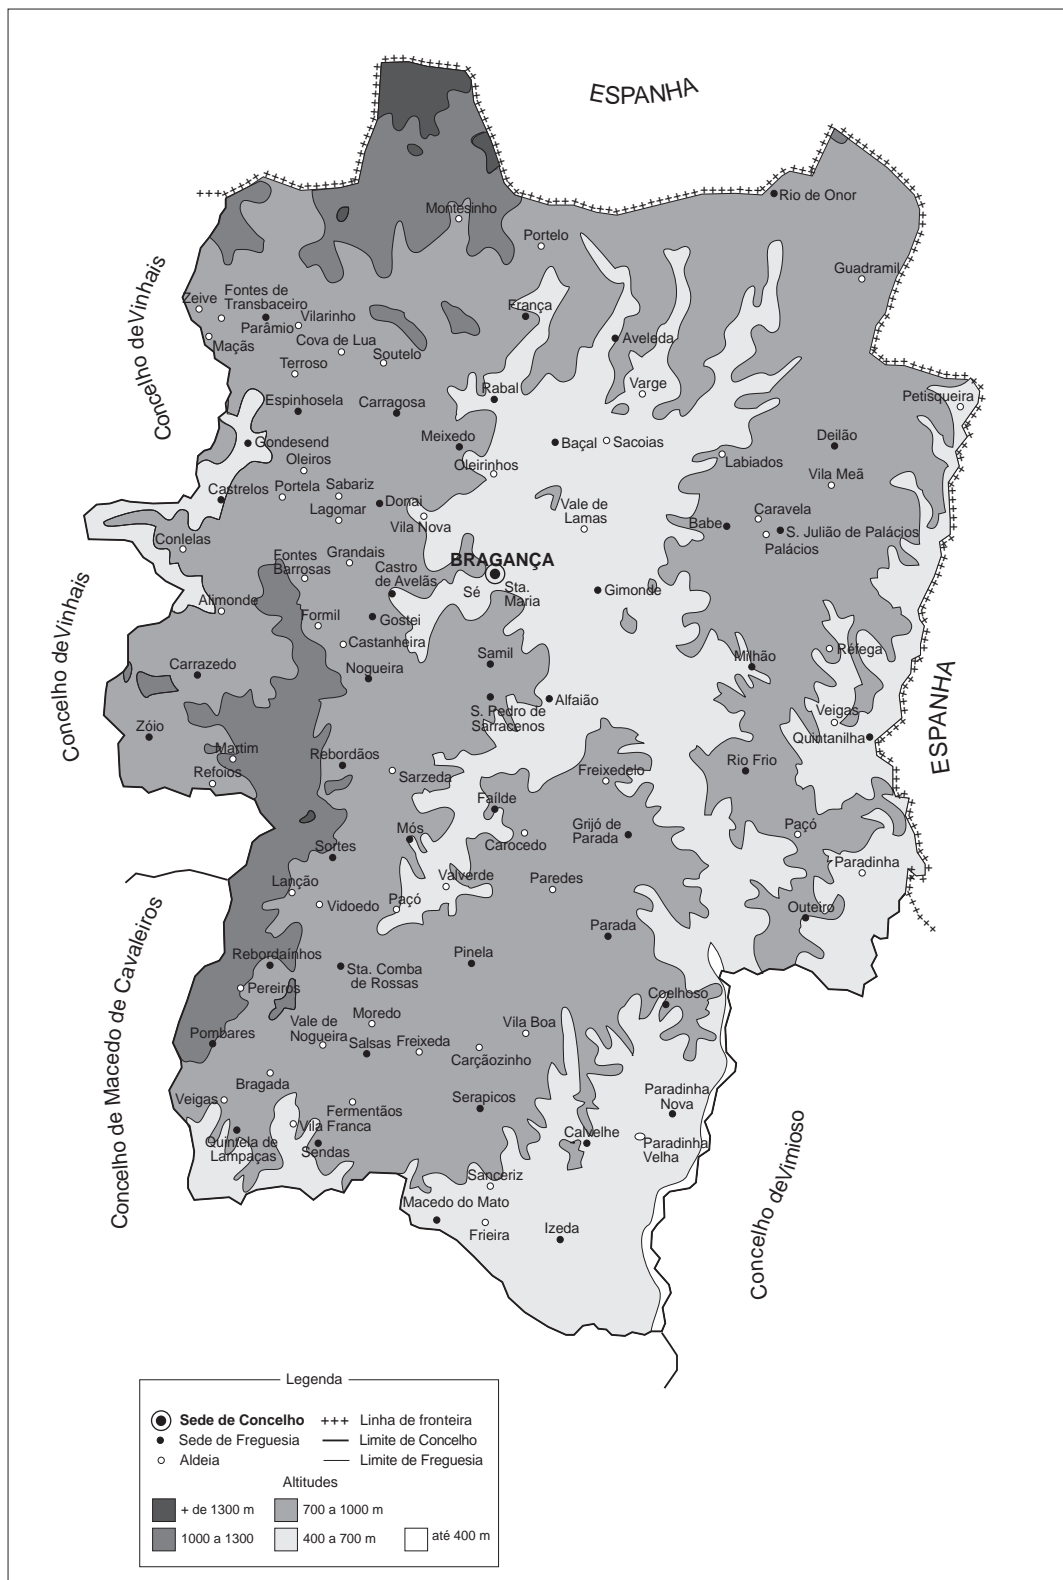 ESPANHA
Rio de Onor
Montesinho
Portelo
Guadramil
Concelho de Vinhais
Zeive
Fontes de
Transbaceiro
Parâmio
Vilarinho
França
Maçãs
Cova de Lua
Soutelo
Aveleda
Terroso
Varge
Rabal
Petisqueira
Espinhosela
Carragosa
Gondesend
Meixedo
Baçal
Sacoias
Deilão
Oleiros
Oleirinhos
Labiados
Vila Meã
Castrelos
Portela
Sabariz
Donai
Lagomar
Vila Nova
Vale de
Lamas
Babe
Caravela
S. Julião de Palácios
Palácios
Conlelas
Fontes
Barrosas
Grandais
Castro
de Avelãs
BRAGANÇA
Sé
Sta.
Maria
Gimonde
Concelho de Vinhais
Alimonde
Formil
Gostei
Castanheira
Samil
Réfega
Carrazedo
Nogueira
Milhão
Alfaião
S. Pedro de
Sarracenos
Veigas
ESPANHA
Zóio
Quintanilha
Martim
Rebordãos
Rio Frio
Refoios
Sarzeda
Freixedelo
Faílde
Mós
Carocedo
Grijó de
Parada
Paçó
Sortes
Paradinha
Lanção
Valverde
Paredes
Vidoedo
Paçó
Outeiro
Parada
Concelho de Macedo de Cavaleiros
Rebordaínhos
Sta. Comba
de Rossas
Pinela
Pereiros
Coelhoso
Moredo
Vale de
Nogueira
Vila Boa
Pombares
Salsas
Freixeda
Carçãozinho
Bragada
Paradinha
Nova
Veigas
Fermentãos
Serapicos
Vila Franca
Quintela de
Lampaças
Sendas
Calvelhe
Paradinha
Velha
Concelho de Vimioso
Sanceriz
Macedo do Mato
Frieira
Izeda
Legenda
Sede de Concelho
+++ Linha de fronteira
Sede de Freguesia
Limite de Concelho
Aldeia
Limite de Freguesia
Altitudes
+ de 1300 m
700 a 1000 m
1000 a 1300
400 a 700 m
até 400 m